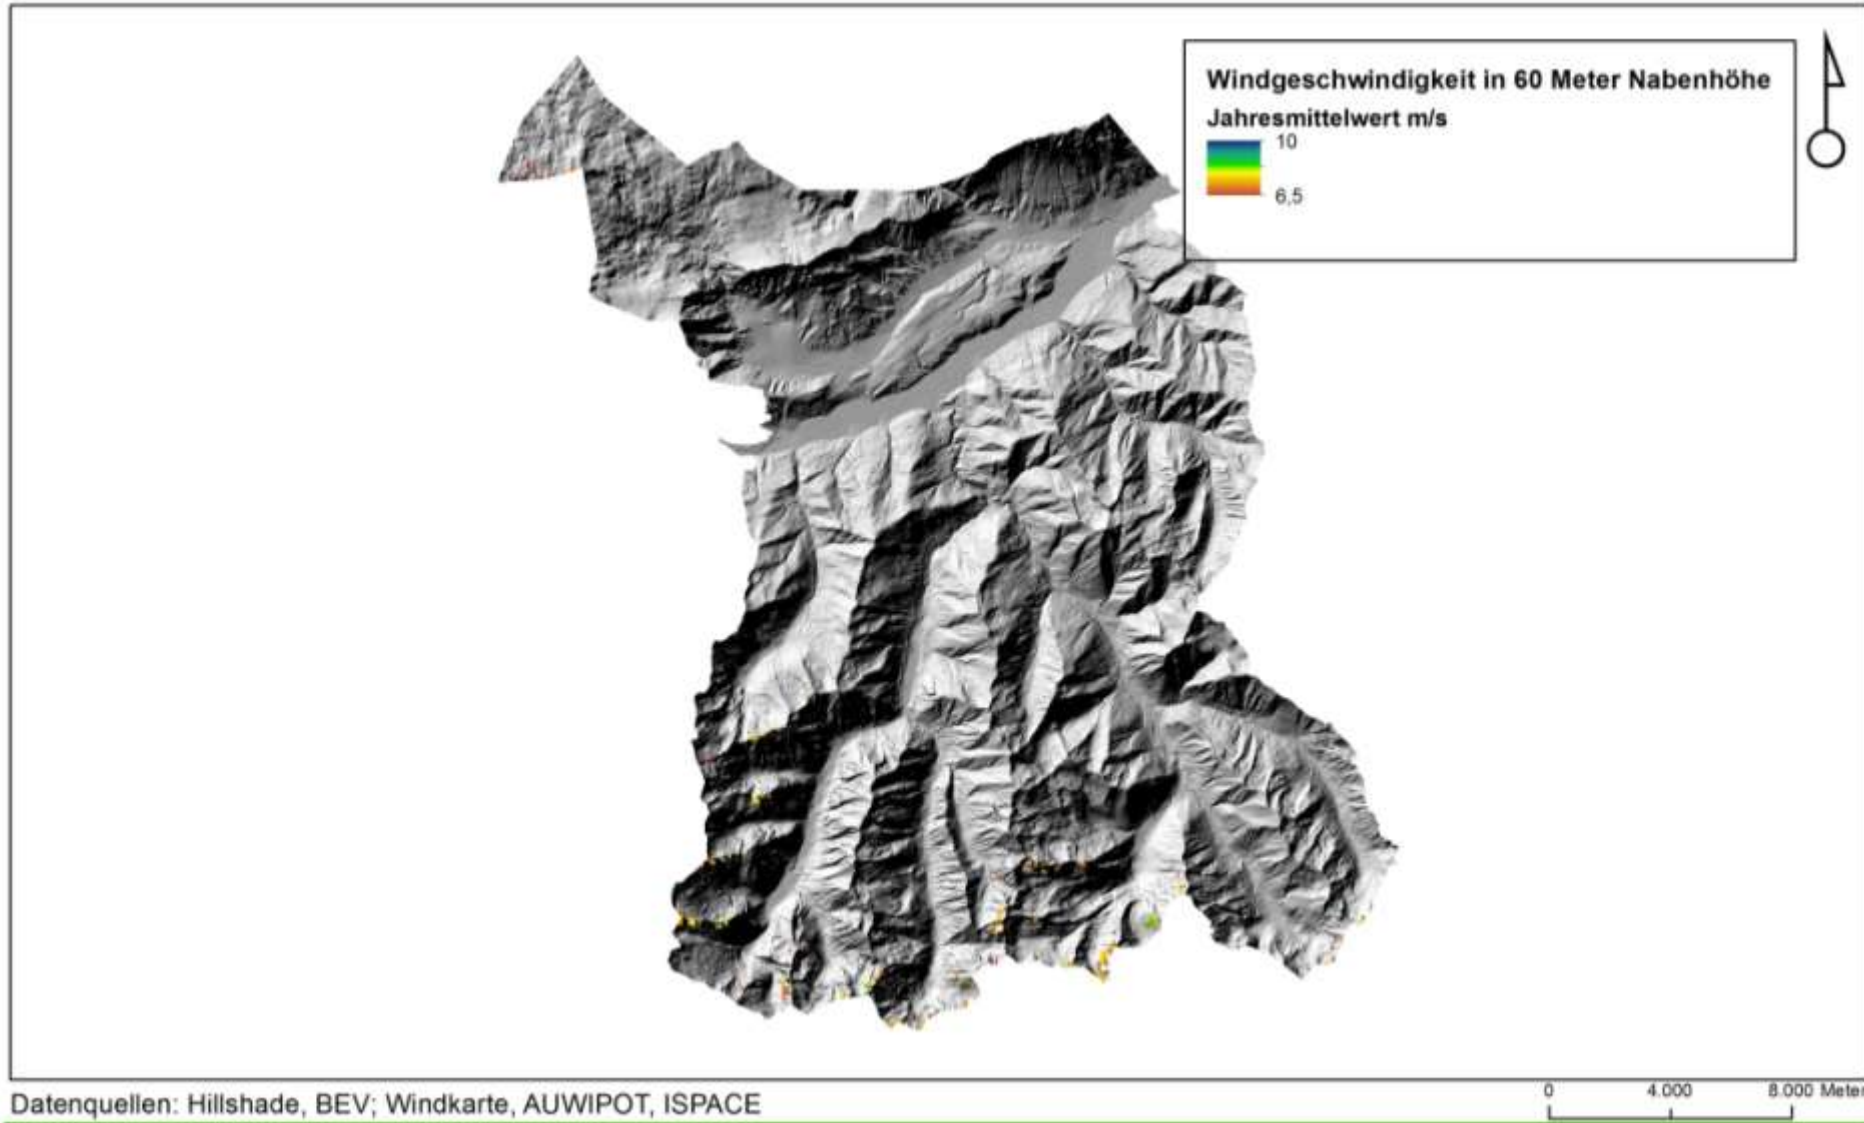 Windgeschwindigkeit in 60 Meter Nabenhöhe
Jahresmittelwert m/s
10
6,5
Datenquellen: Hillshade, BEV; Windkarte, AUWIPOT, ISPACE
0 4.000 8.000 Meter